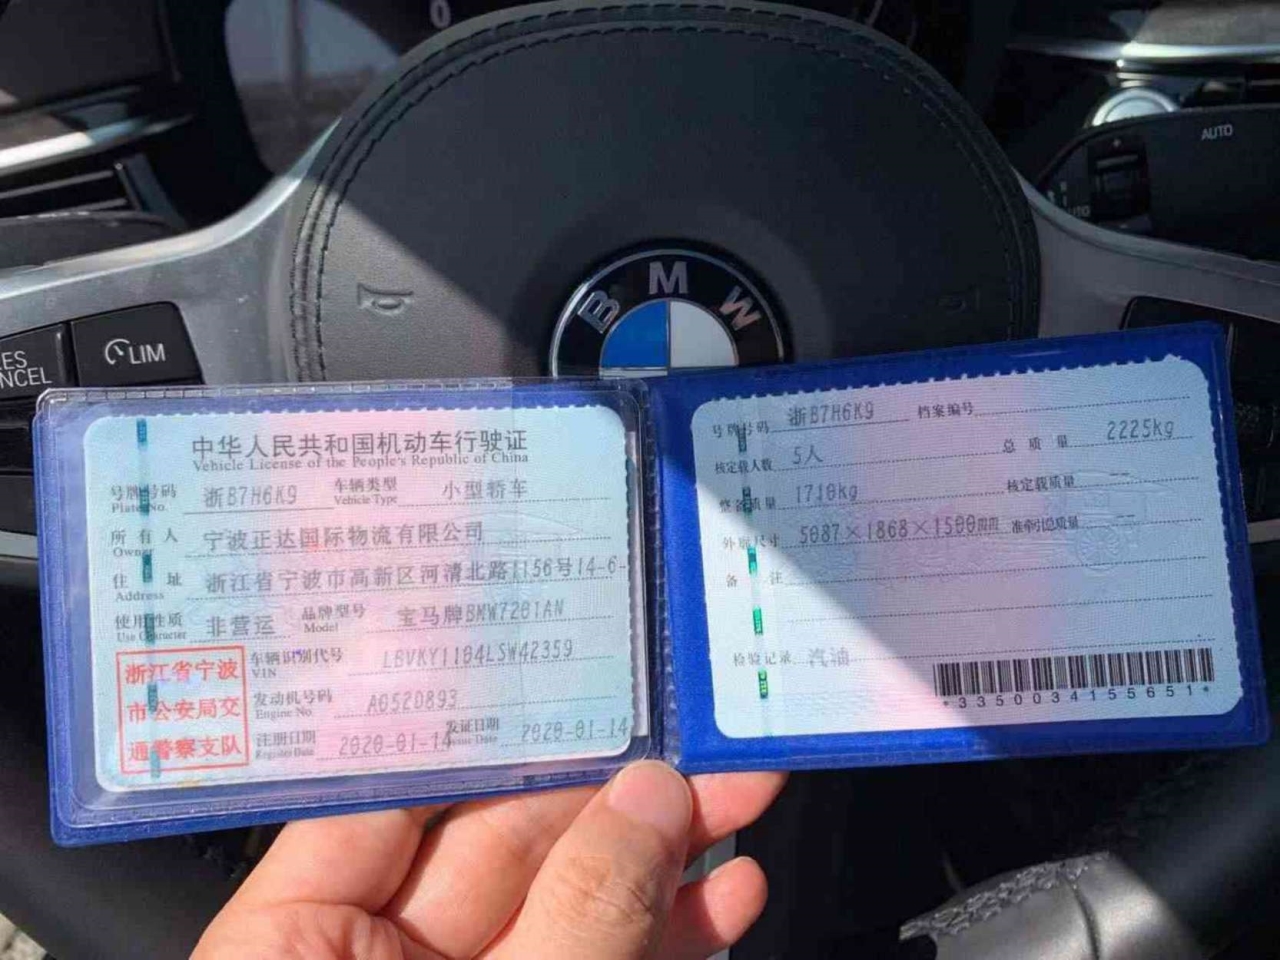 0
AUTO
LIM
CANCEL
BMW
中华人民共和国机动车行驶证
Vehicle License of the People's Republic of China
号牌号码 浙B7H6K9 车辆类型 小型轿车
Plate No. Vehicle Type
所有人 宁波正达国际物流有限公司
Owner
住址 浙江省宁波市高新区河清北路1156号14-6-
Address
使用性质 非营运 品牌型号 宝马牌BMW7201AN
Use Character Model
浙江省宁波
市公安局交
通警察支队
车辆识别代号 LBVKY1104LSW42359
VIN
发动机号码 A0520893
Engine No.
注册日期 2020-01-14 发证日期 2020-01-14
Register Date Issue Date
号牌号码 浙B7H6K9 档案编号
核定载人数 5人 总质量 2225kg
整备质量 1710kg 核定载质量
外廓尺寸 5087×1868×1500mm 准牵引总质量
备注
检验记录 汽油
*3350034155651*